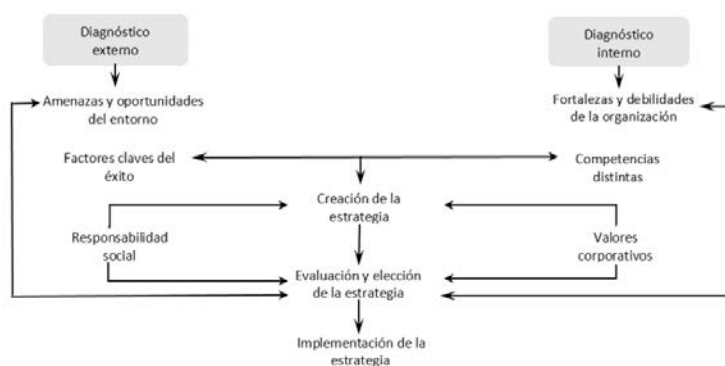 Diagnóstico
externo
Diagnóstico
interno
Amenazas y oportunidades
del entorno
Fortalezas y debilidades
de la organización
Factores claves del
éxito
Competencias
distintas
Creación de la
estrategia
Responsabilidad
social
Valores
corporativos
Evaluación y elección
de la estrategia
Implementación de la
estrategia